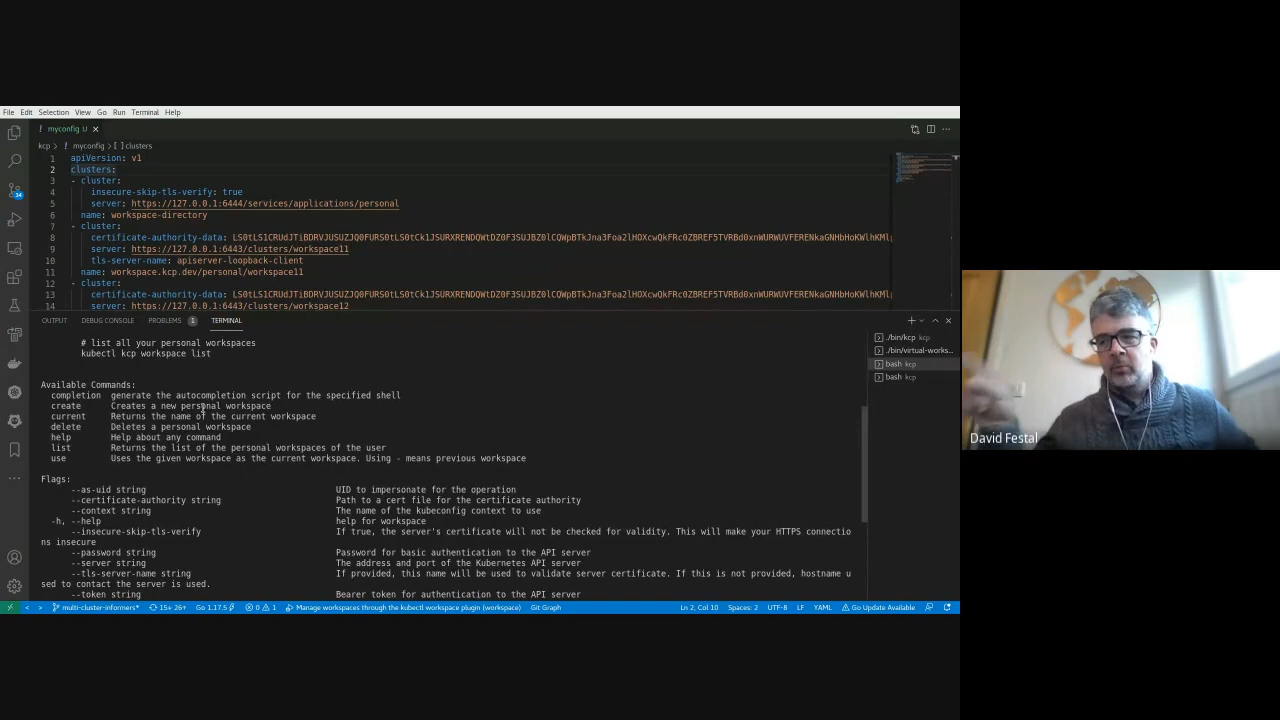 File Edit Selection View Go Run Terminal Help
! myconfig U ×
kcp > ! myconfig > [ ] clusters
1 apiVersion: v1
2 clusters:
3 - cluster:
4 insecure-skip-tls-verify: true
5 server: https://127.0.0.1:6444/services/applications/personal
6 name: workspace-directory
7 - cluster:
8 certificate-authority-data:
9 server: https://127.0.0.1:6443/clusters/workspace11
10 tls-server-name: apiserver-loopback-client
11 name: workspace.kcp.dev/personal/workspace11
12 - cluster:
13 certificate-authority-data:
14 server: https://127.0.0.1:6443/clusters/workspace12
OUTPUT DEBUG CONSOLE PROBLEMS 1 TERMINAL
./bin/kcp kcp
./bin/virtual-works...
bash kcp
bash kcp
# list all your personal workspaces
kubectl kcp workspace list
Available Commands:
completion generate the autocompletion script for the specified shell
create Creates a new personal workspace
current Returns the name of the current workspace
delete Deletes a personal workspace
help Help about any command
list Returns the list of the personal workspaces of the user
use Uses the given workspace as the current workspace. Using - means previous workspace
Flags:
--as-uid string UID to impersonate for the operation
--certificate-authority string Path to a cert file for the certificate authority
--context string The name of the kubeconfig context to use
-h, --help help for workspace
--insecure-skip-tls-verify If true, the server's certificate will not be checked for validity. This will make your HTTPS connectio
ns insecure
--password string Password for basic authentication to the API server
--server string The address and port of the Kubernetes API server
--tls-server-name string If provided, this name will be used to validate server certificate. If this is not provided, hostname u
sed to contact the server is used.
--token string Bearer token for authentication to the API server
multi-cluster-informers* 15↓ 26↑ Go 1.17.5 0 1 Manage workspaces through the kubectl workspace plugin (workspace) Git Graph Ln 2, Col 10 Spaces: 2 UTF-8 LF YAML Go Update Available
David Festal